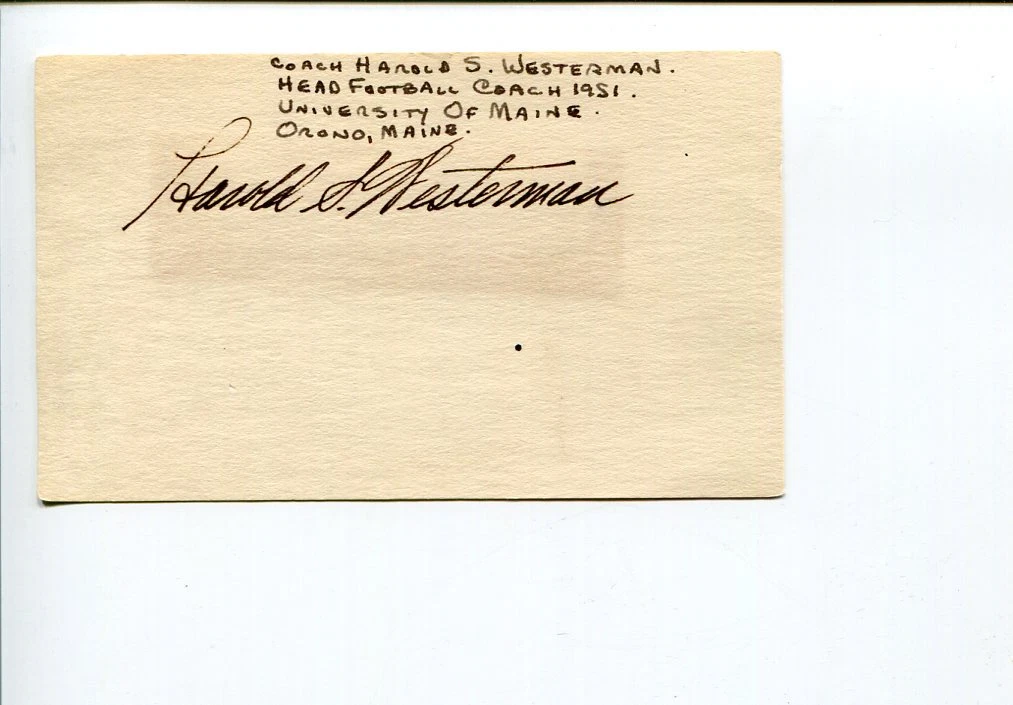 COACH HAROLD S. WESTERMAN.
HEAD FOOTBALL COACH 1951.
UNIVERSITY OF MAINE.
ORONO, MAINE.
Harold S. Westerman